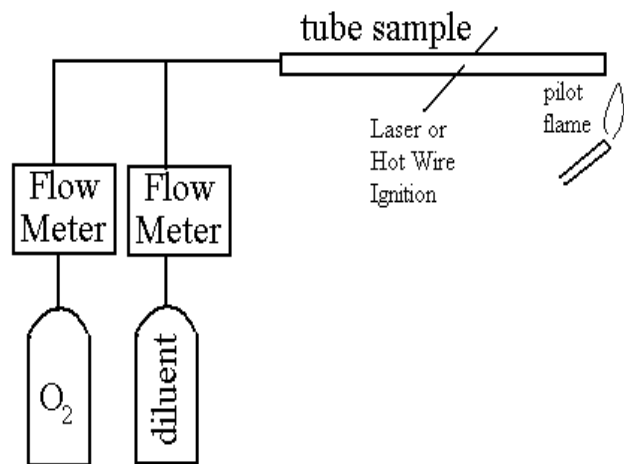 tube sample
Laser or
Hot Wire
Ignition
pilot
flame
Flow
Meter
Flow
Meter
O₂
diluent